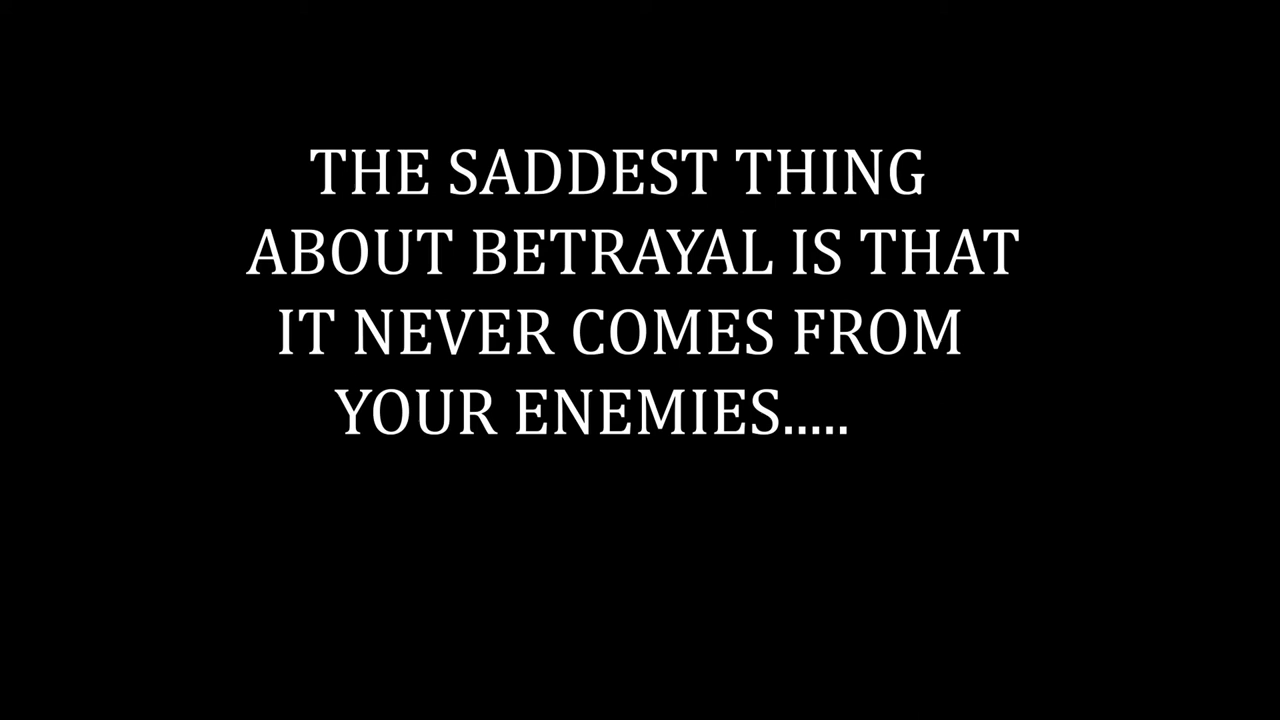 THE SADDEST THING
ABOUT BETRAYAL IS THAT
IT NEVER COMES FROM
YOUR ENEMIES.....